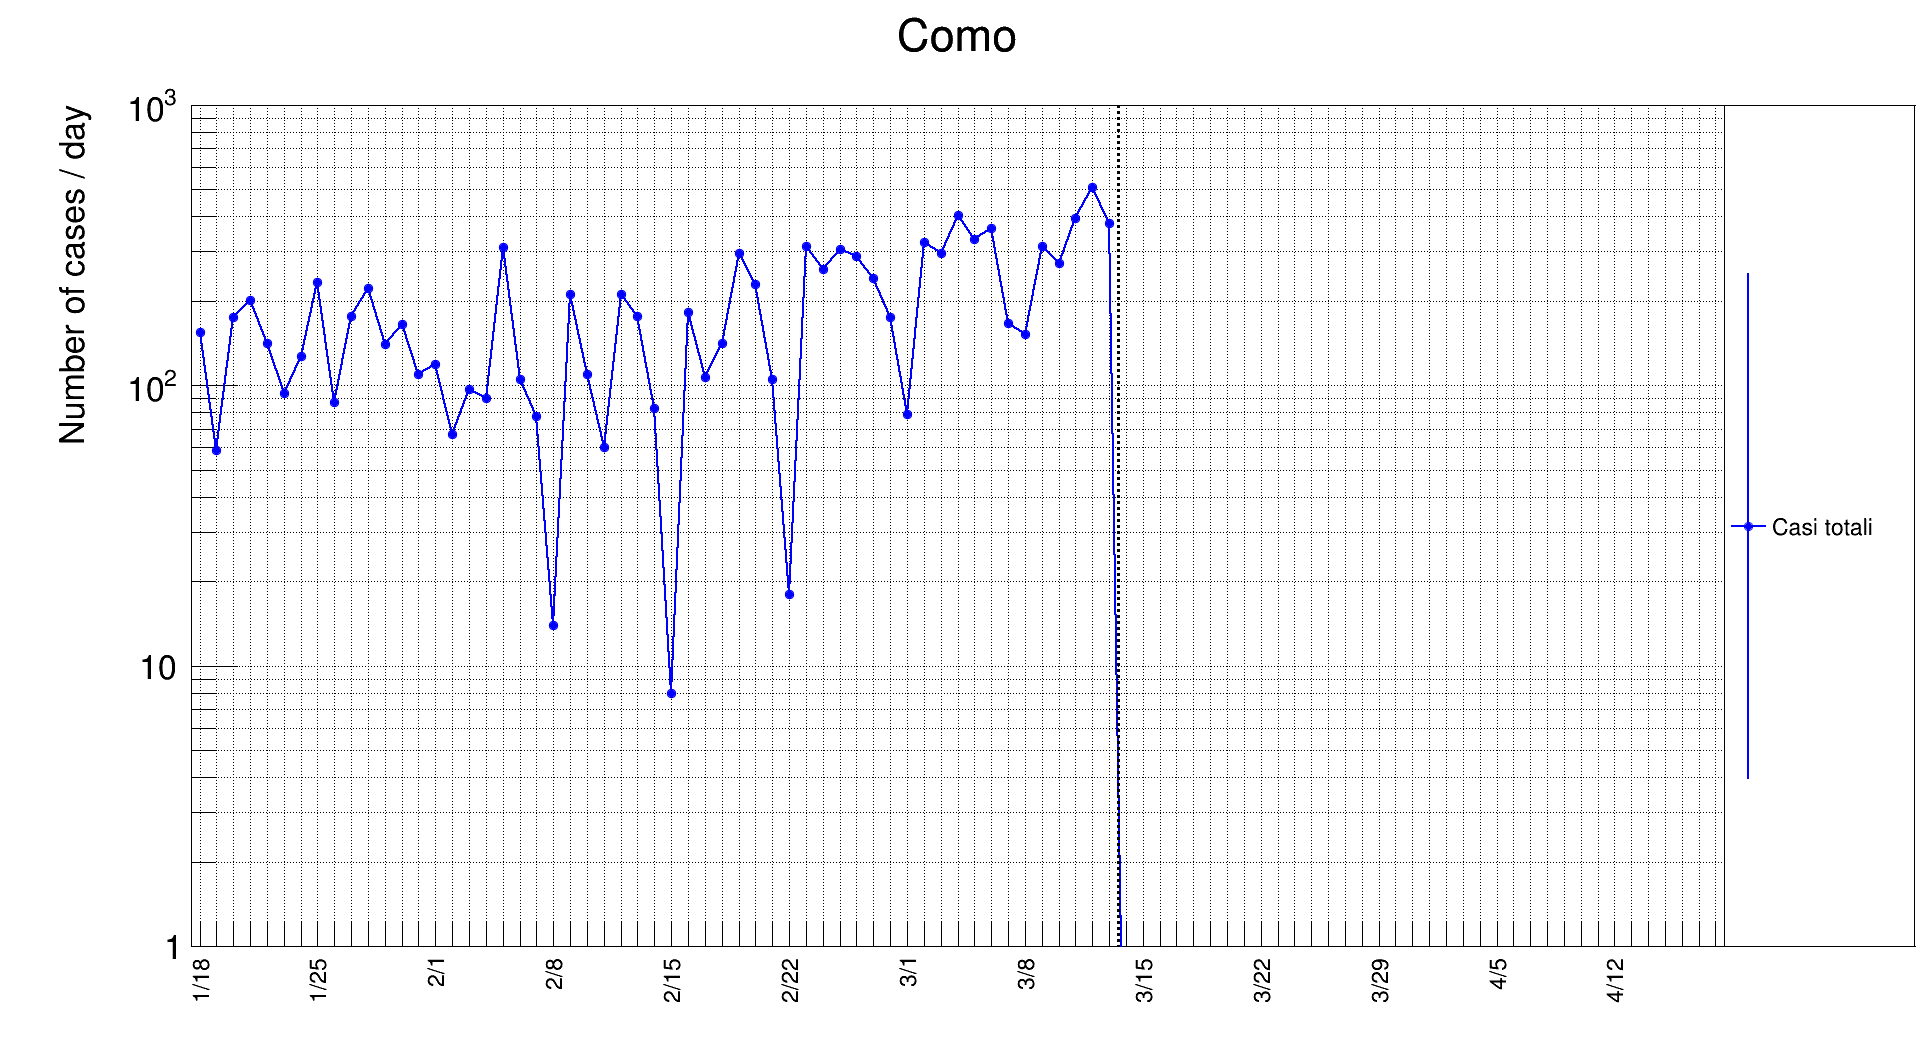 Como
Number of cases / day
10³
10²
10
1
1/18 1/25 2/1 2/8 2/15 2/22 3/1 3/8 3/15 3/22 3/29 4/5 4/12
Casi totali